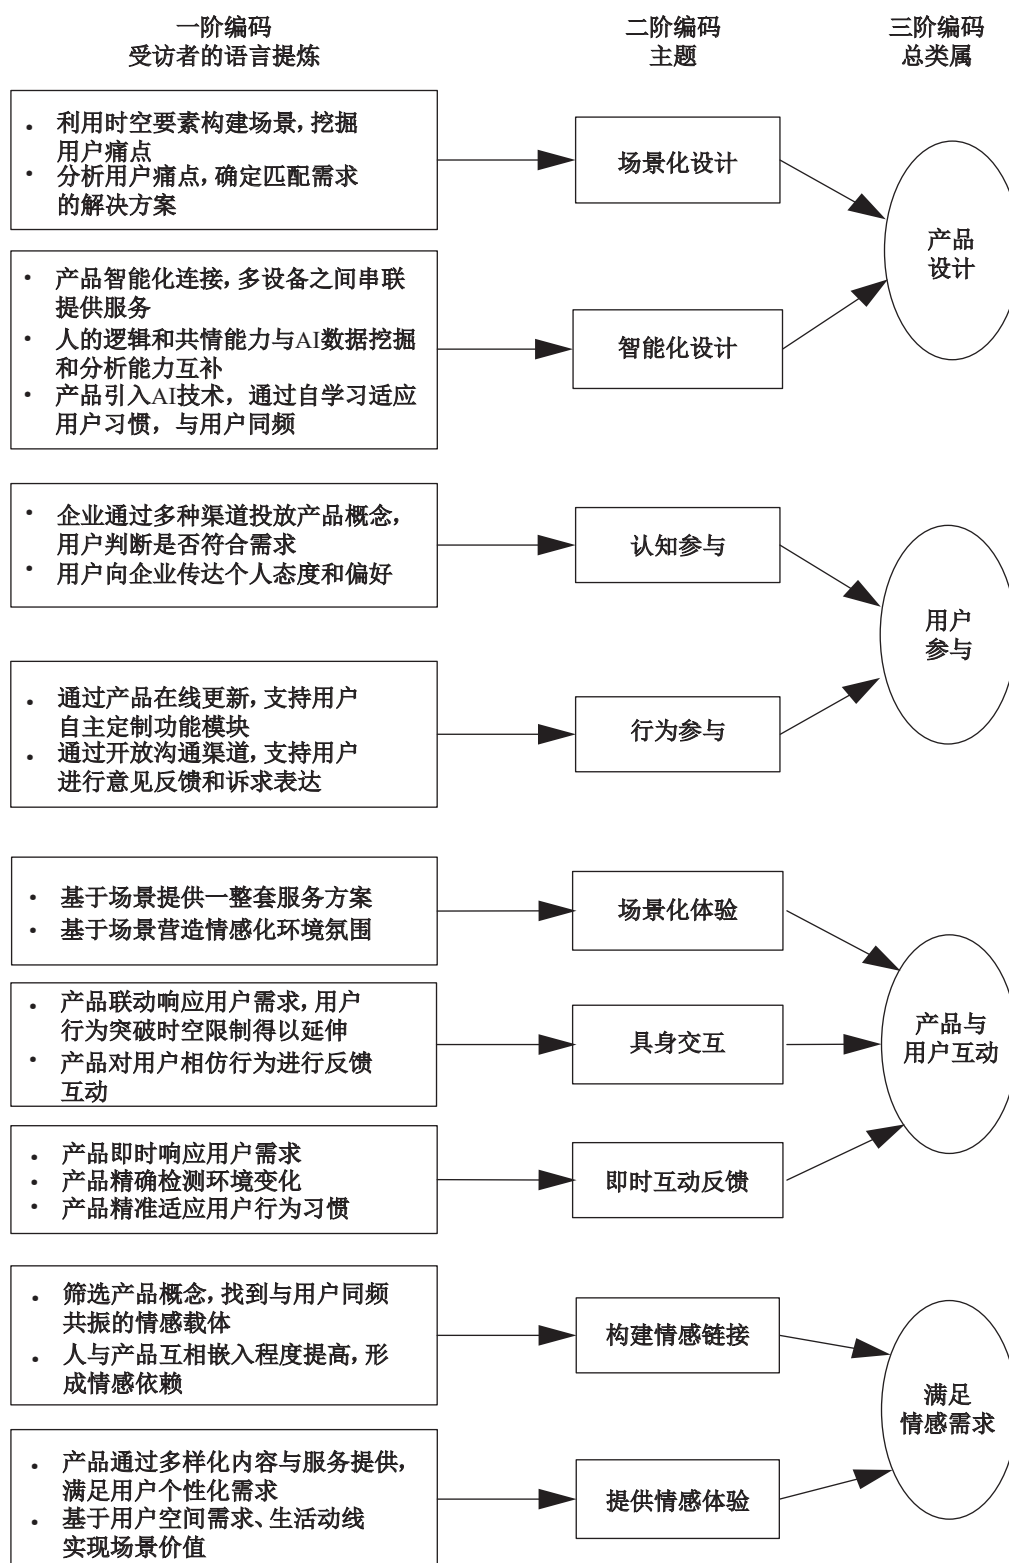 一阶编码
受访者的语言提炼
二阶编码
主题
三阶编码
总类属
· 利用时空要素构建场景，挖掘
用户痛点
· 分析用户痛点，确定匹配需求
的解决方案
场景化设计
· 产品智能化连接，多设备之间串联
提供服务
· 人的逻辑和共情能力与AI数据挖掘
和分析能力互补
· 产品引入AI技术，通过自学习适应
用户习惯，与用户同频
智能化设计
产品
设计
· 企业通过多种渠道投放产品概念，
用户判断是否符合需求
· 用户向企业传达个人态度和偏好
认知参与
· 通过产品在线更新，支持用户
自主定制功能模块
· 通过开放沟通渠道，支持用户
进行意见反馈和诉求表达
行为参与
用户
参与
· 基于场景提供一整套服务方案
· 基于场景营造情感化环境氛围
场景化体验
· 产品联动响应用户需求，用户
行为突破时空限制得以延伸
· 产品对用户相仿行为进行反馈
互动
具身交互
· 产品即时响应用户需求
· 产品精确检测环境变化
· 产品精准适应用户行为习惯
即时互动反馈
产品与
用户互动
· 筛选产品概念，找到与用户同频
共振的情感载体
· 人与产品互相嵌入程度提高，形
成情感依赖
构建情感链接
· 产品通过多样化内容与服务提供，
满足用户个性化需求
· 基于用户空间需求、生活动线
实现场景价值
提供情感体验
满足
情感需求